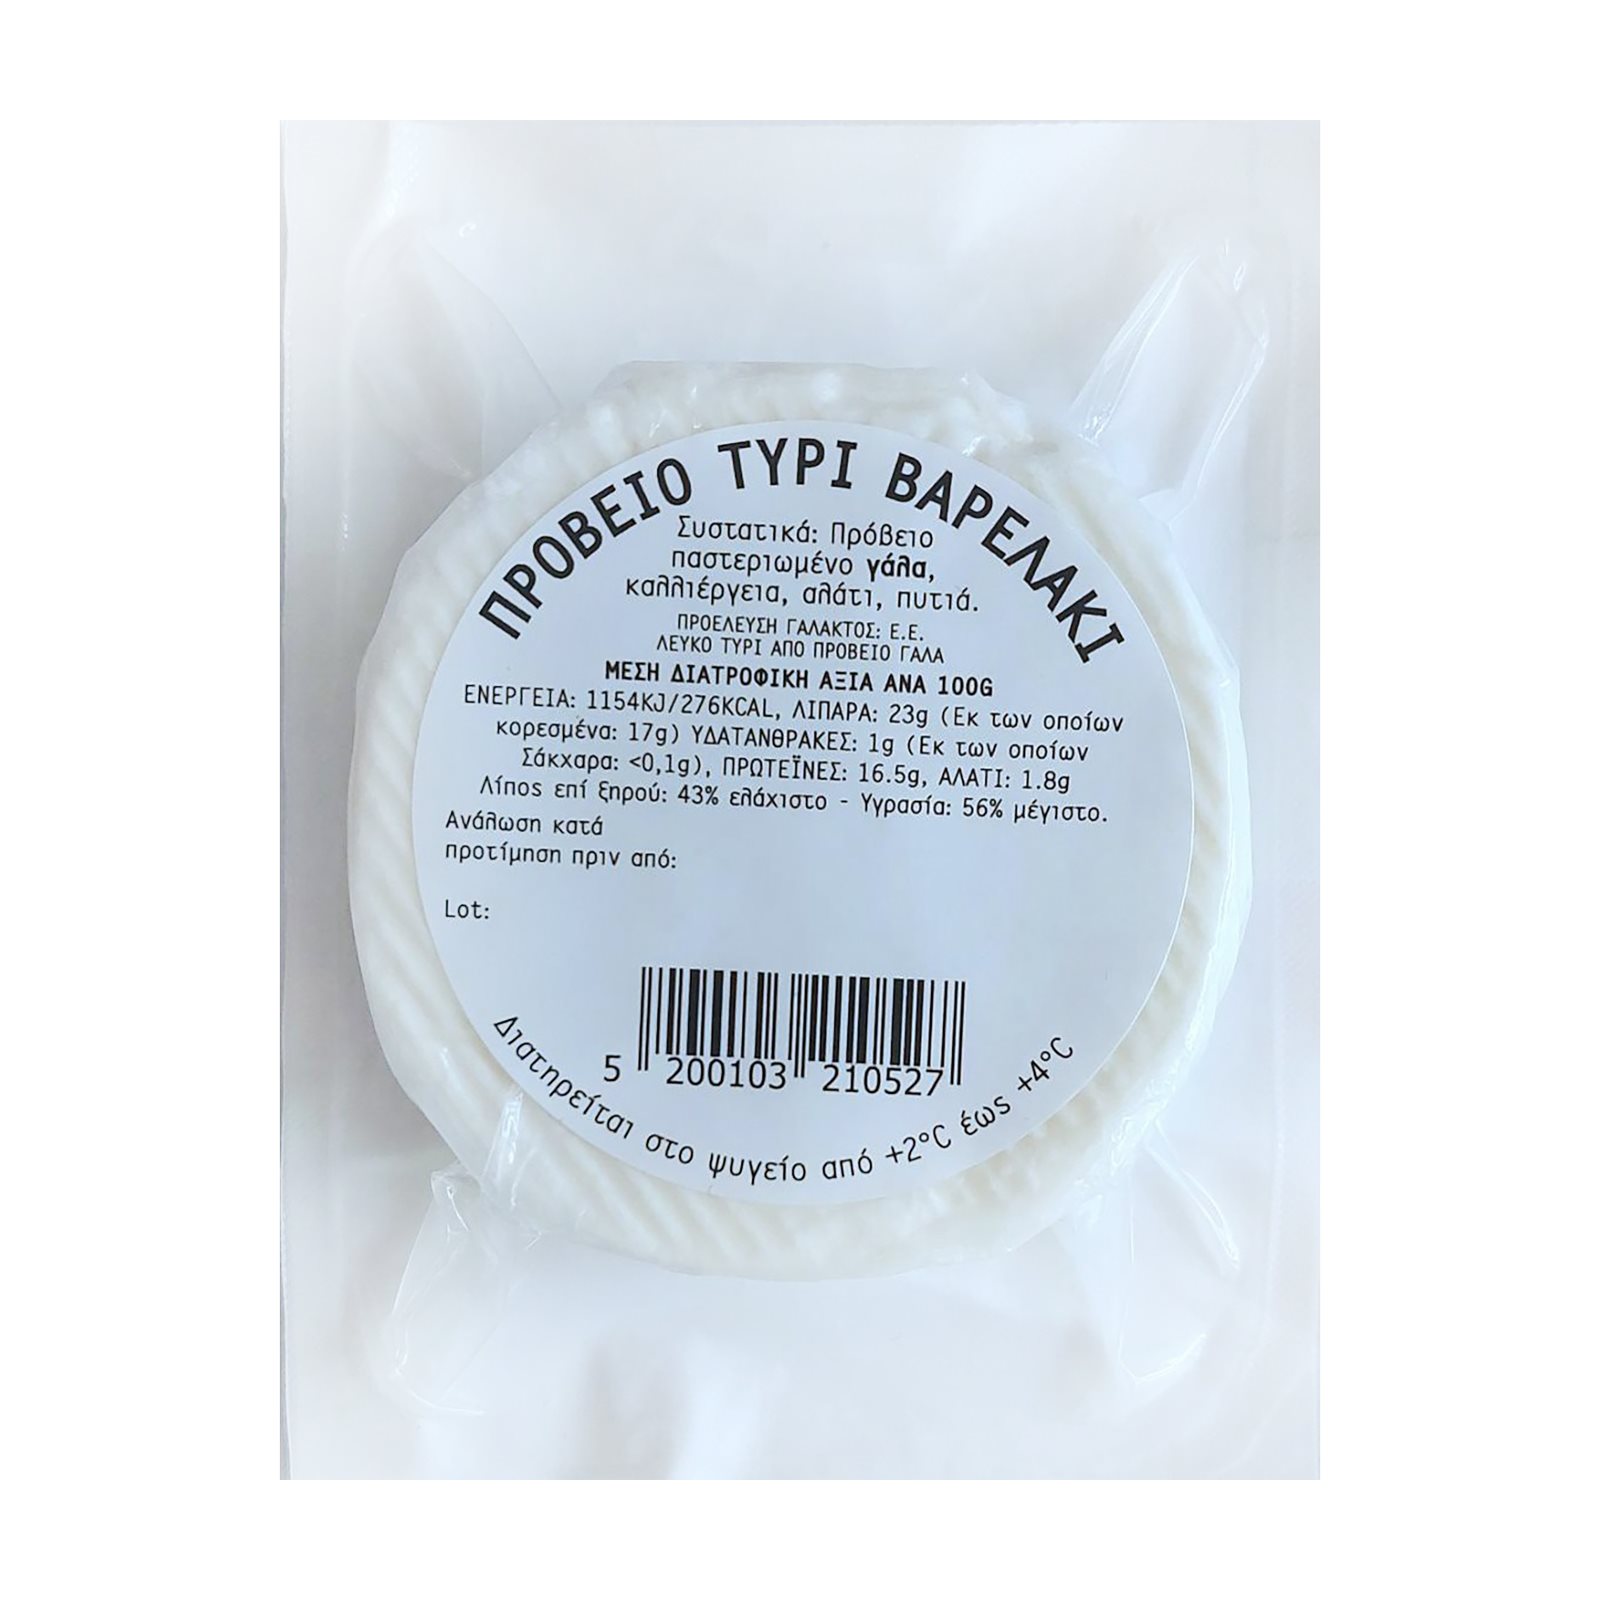 ΠΡΟΒΕΙΟ ΤΥΡΙ ΒΑΡΕΛΑΚΙ
Συστατικά: Πρόβειο
παστεριωμένο γάλα,
καλλιέργεια, αλάτι, πυτιά.
ΠΡΟΕΛΕΥΣΗ ΓΑΛΑΚΤΟΣ: Ε.Ε.
ΛΕΥΚΟ ΤΥΡΙ ΑΠΟ ΠΡΟΒΕΙΟ ΓΑΛΑ
ΜΕΣΗ ΔΙΑΤΡΟΦΙΚΗ ΑΞΙΑ ΑΝΑ 100G
ΕΝΕΡΓΕΙΑ: 1154KJ/276KCAL, ΛΙΠΑΡΑ: 23g (Εκ των οποίων
κορεσμένα: 17g) ΥΔΑΤΑΝΘΡΑΚΕΣ: 1g (Εκ των οποίων
Σάκχαρα: <0,1g), ΠΡΩΤΕΪΝΕΣ: 16.5g, ΑΛΑΤΙ: 1.8g
Λίπος επί ξηρού: 43% ελάχιστο - Υγρασία: 56% μέγιστο.
Ανάλωση κατά
προτίμηση πριν από:
Lot:
5 200103 210527
Διατηρείται στο ψυγείο από +2°C έως +4°C